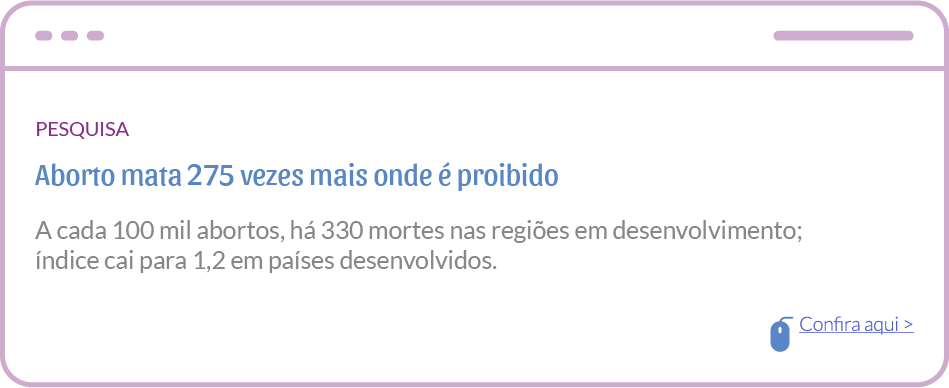 PESQUISA
Aborto mata 275 vezes mais onde é proibido
A cada 100 mil abortos, há 330 mortes nas regiões em desenvolvimento;
índice cai para 1,2 em países desenvolvidos.
Confira aqui >